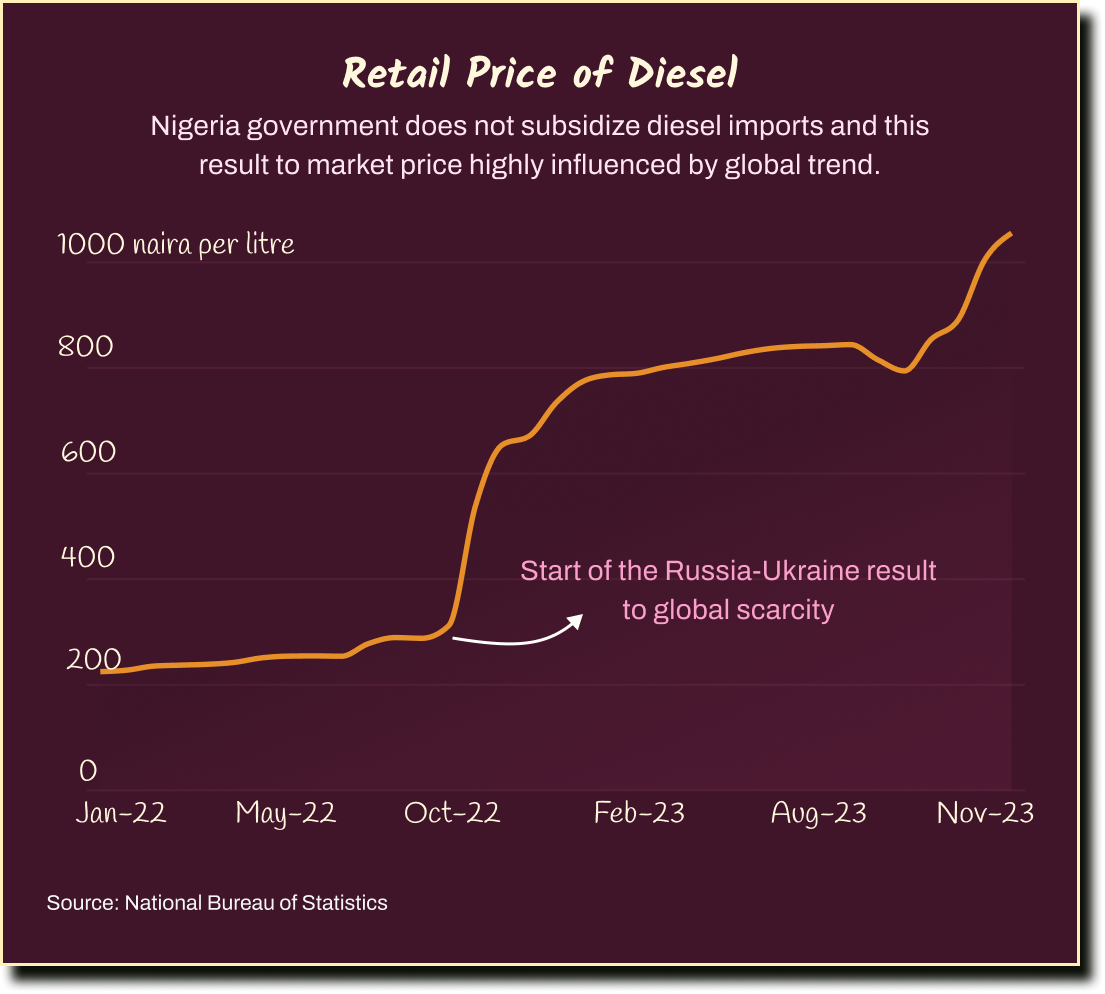 Retail Price of Diesel
Nigeria government does not subsidize diesel imports and this
result to market price highly influenced by global trend.
1000 naira per litre
800
600
400
Start of the Russia-Ukraine result
to global scarcity
200
0
Jan-22 May-22 Oct-22 Feb-23 Aug-23 Nov-23
Source: National Bureau of Statistics